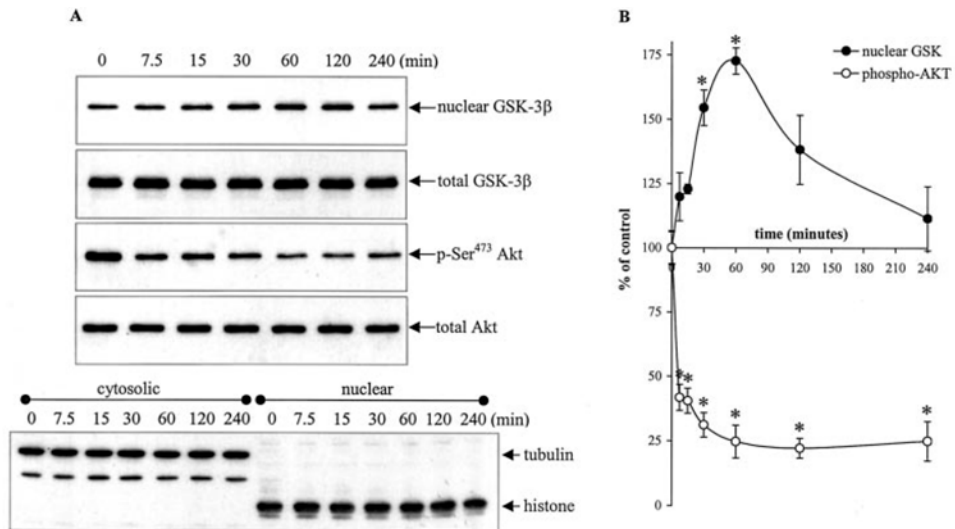 A
0 7.5 15 30 60 120 240 (min)
nuclear GSK-3β
total GSK-3β
p-Ser473 Akt
total Akt
cytosolic nuclear
0 7.5 15 30 60 120 240 0 7.5 15 30 60 120 240 (min)
tubulin
histone
B
nuclear GSK
phospho-AKT
% of control
175
150
125
100
75
50
25
0
time (minutes)
30 60 90 120 150 180 210 240
* *
* * * * * *